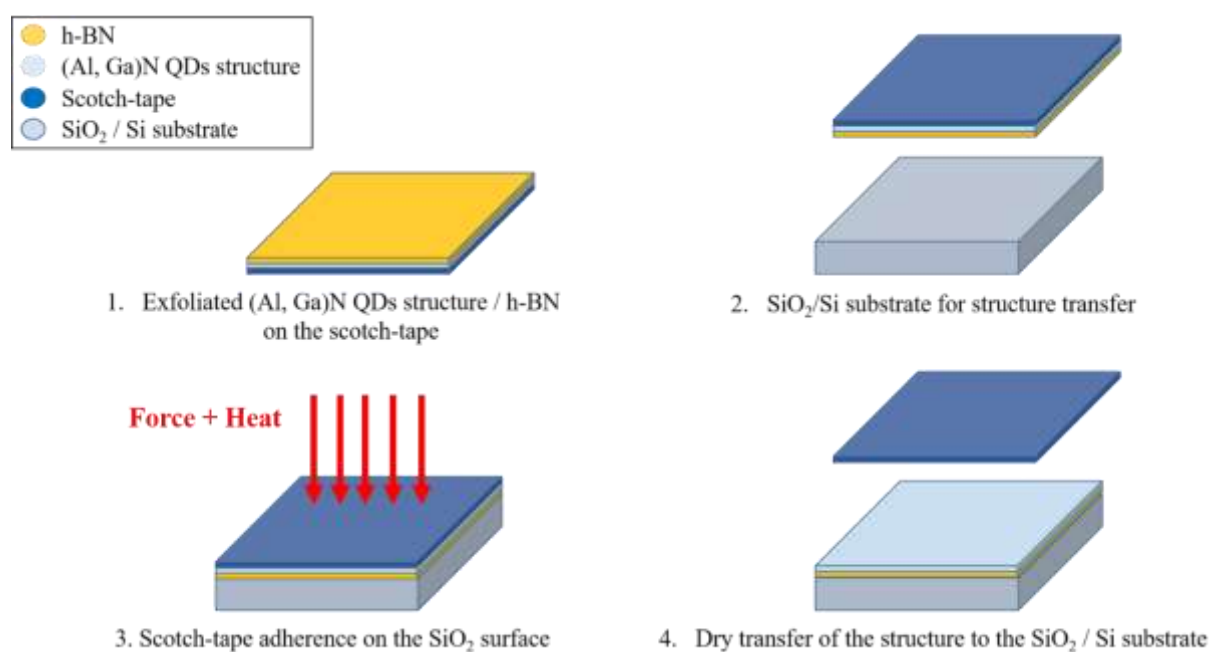 h-BN
(Al, Ga)N QDs structure
Scotch-tape
SiO₂ / Si substrate
1. Exfoliated (Al, Ga)N QDs structure / h-BN
on the scotch-tape
2. SiO₂/Si substrate for structure transfer
Force + Heat
3. Scotch-tape adherence on the SiO₂ surface
4. Dry transfer of the structure to the SiO₂ / Si substrate